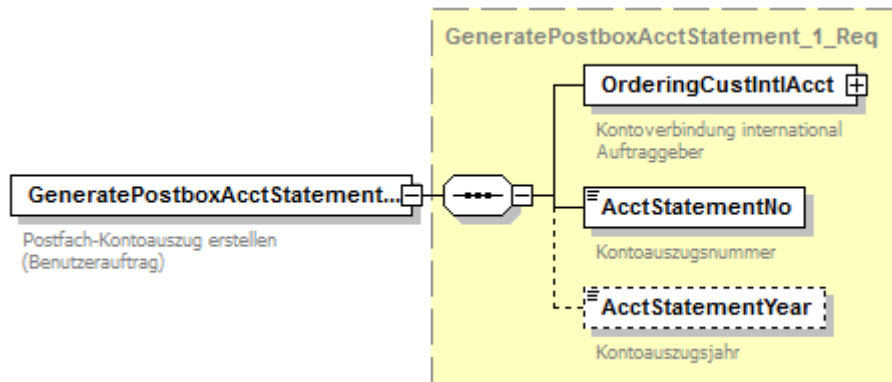 GeneratePostboxAcctStatement_1_Req
OrderingCustIntlAcct
Kontoverbindung international
Auftraggeber
GeneratePostboxAcctStatement...
Postfach-Kontoauszug erstellen
(Benutzerauftrag)
AcctStatementNo
Kontoauszugsnummer
AcctStatementYear
Kontoauszugsjahr